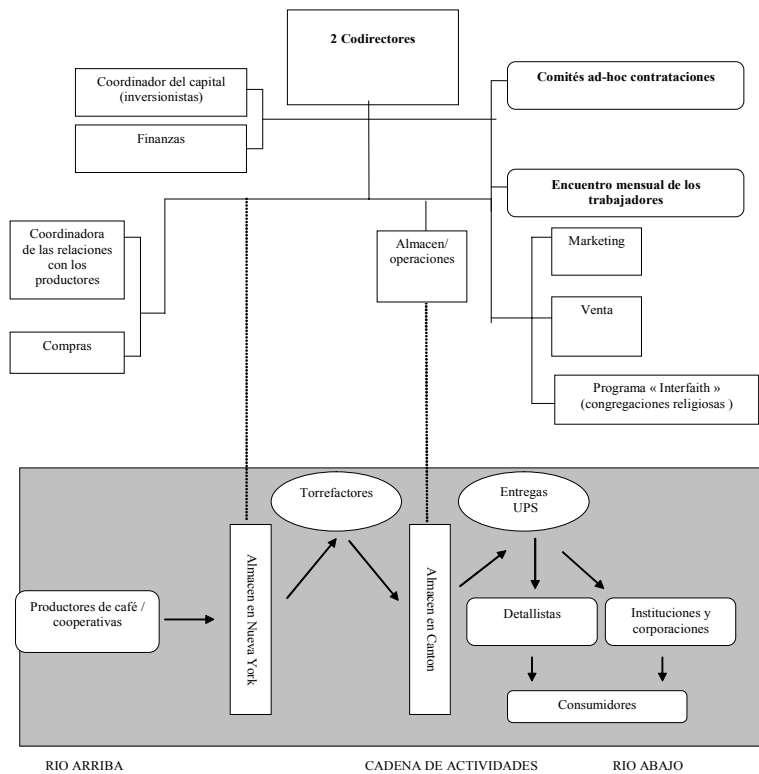 2 Codirectores
Coordinador del capital
(inversionistas)
Comités ad-hoc contrataciones
Finanzas
Encuentro mensual de los
trabajadores
Coordinadora
de las relaciones
con los
productores
Almacen/
operaciones
Marketing
Venta
Compras
Programa « Interfaith »
(congregaciones religiosas )
Torrefactores
Entregas
UPS
Almacen en Nueva York
Almacen en Canton
Productores de café /
cooperativas
Detallistas
Instituciones y
corporaciones
Consumidores
RIO ARRIBA
CADENA DE ACTIVIDADES
RIO ABAJO